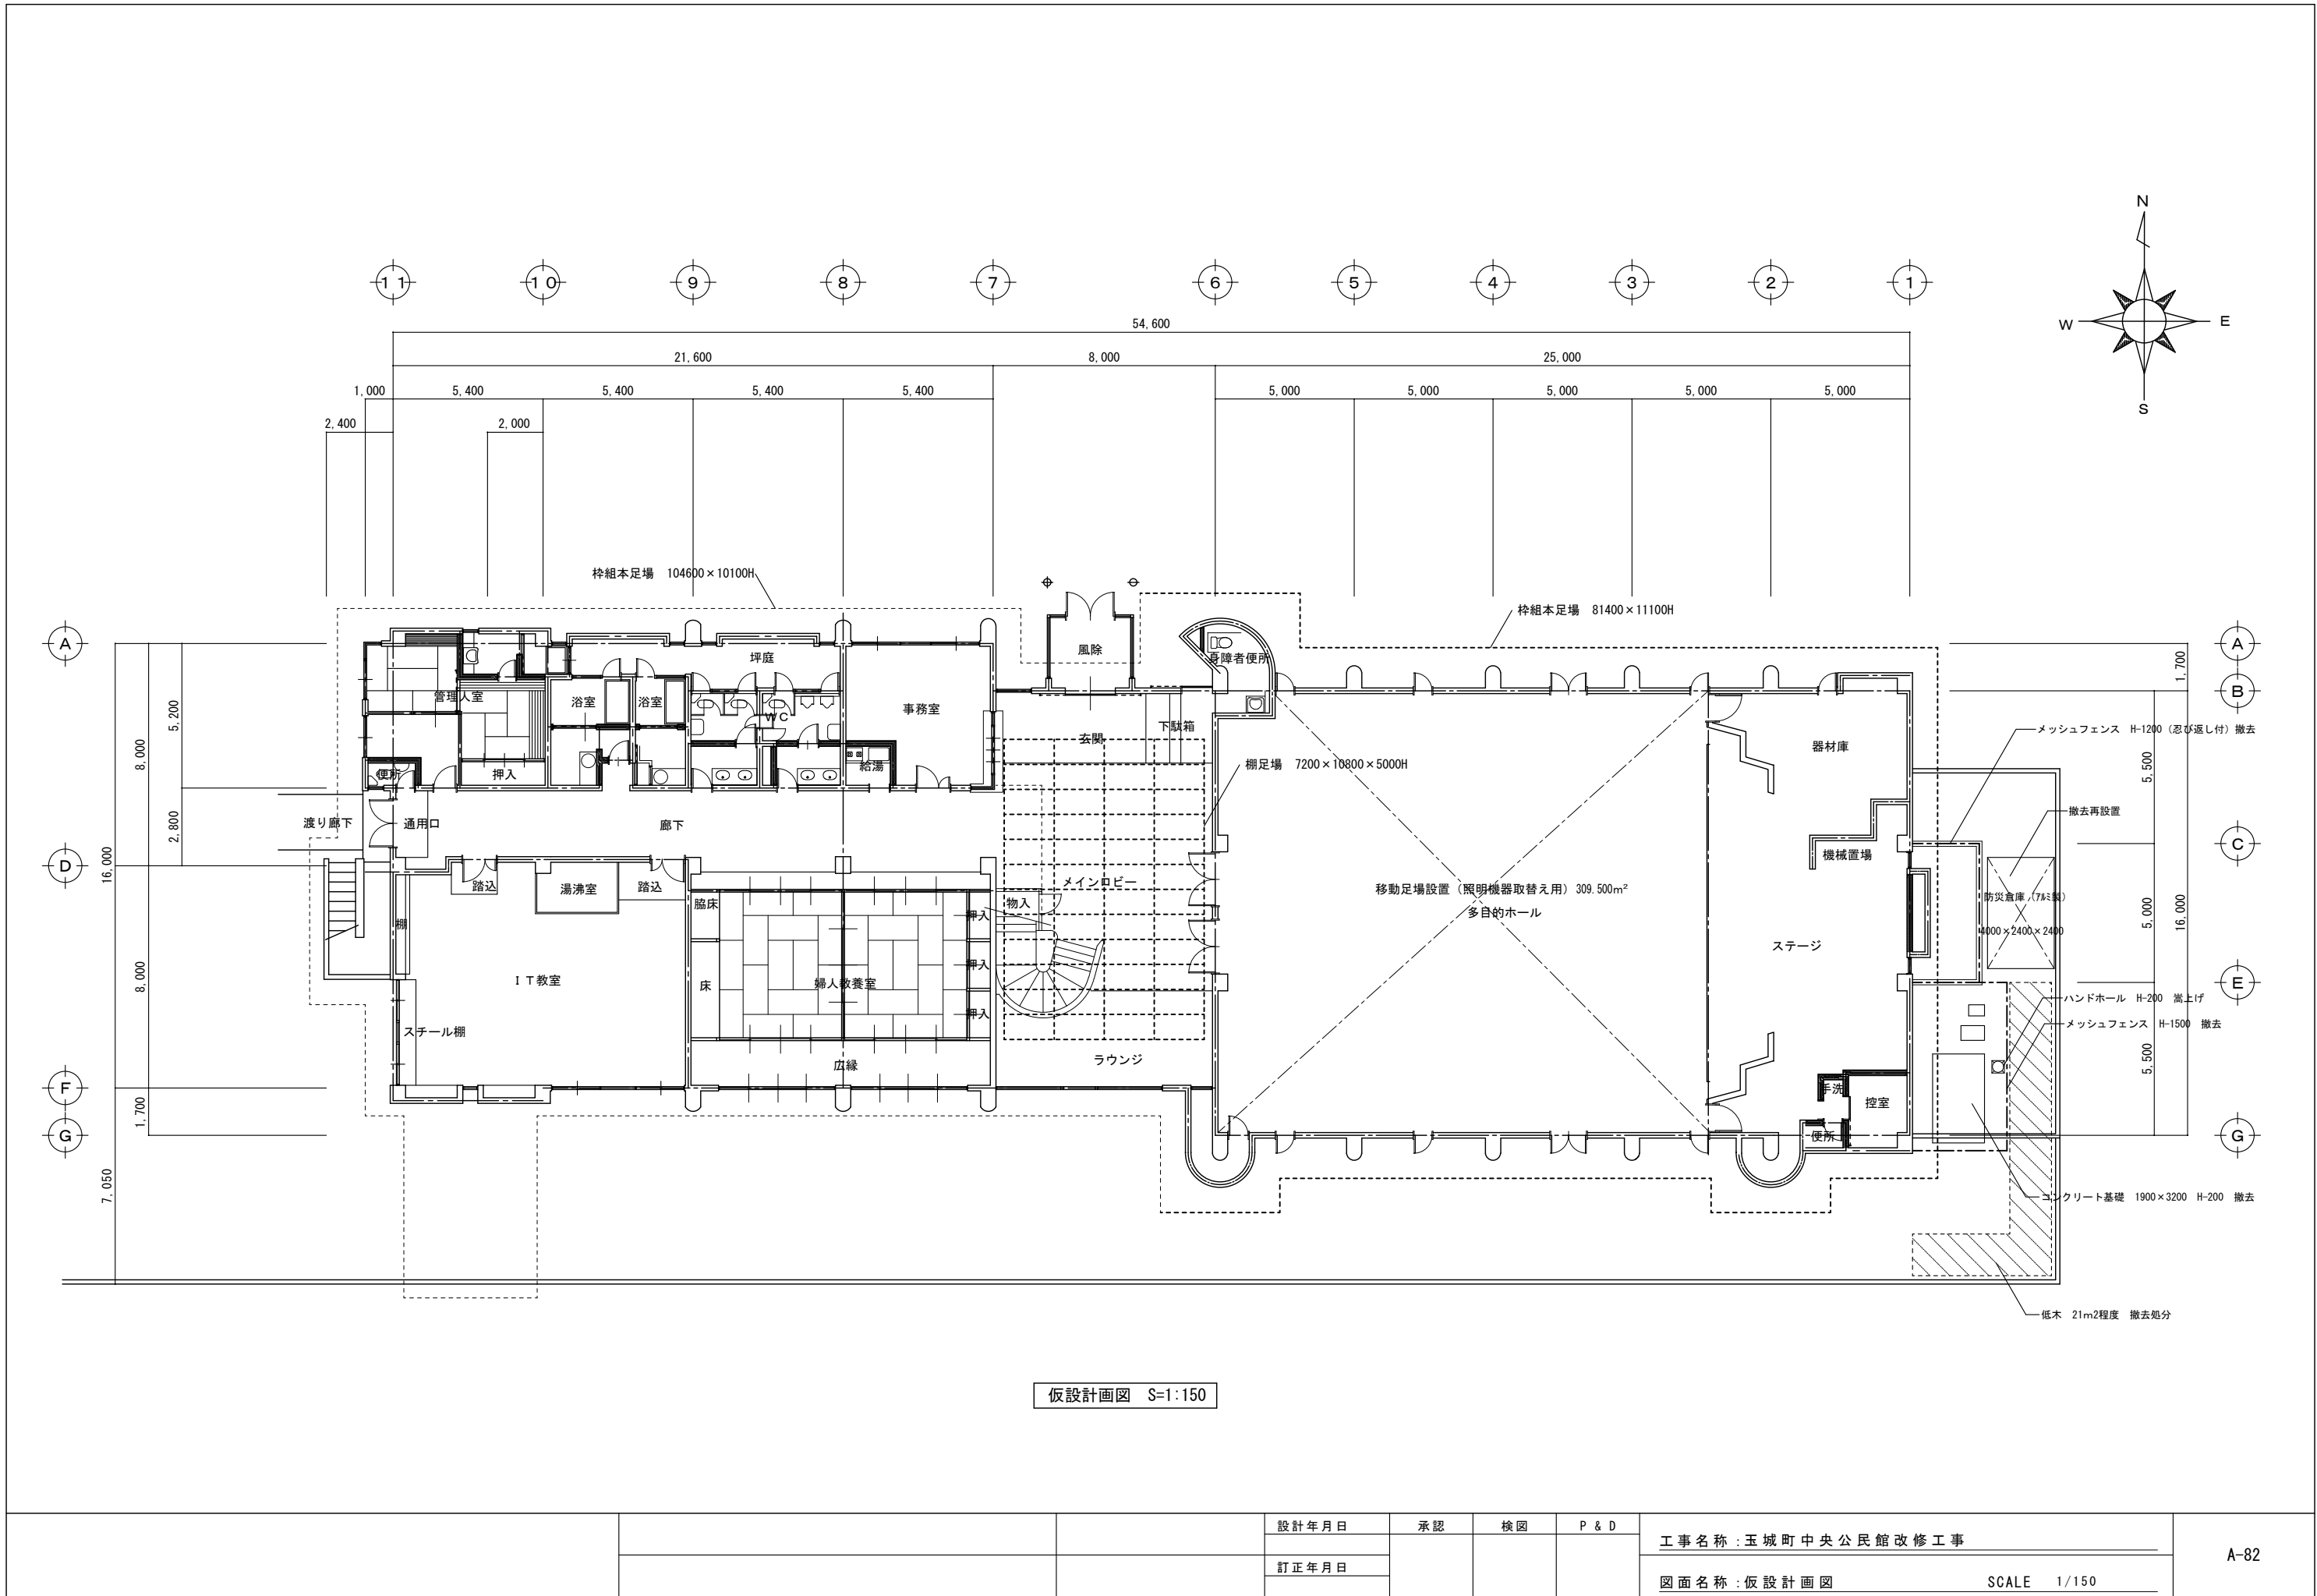 N
W
E
S
11
10
9
8
7
6
5
4
3
2
1
54,600
21,600
8,000
25,000
1,000
5,400
5,400
5,400
5,400
5,000
5,000
5,000
5,000
5,000
2,400
2,000
枠組本足場 104600×10100H
枠組本足場 81400×11100H
A
D
F
G
8,000
5,200
2,800
16,000
8,000
1,700
7,050
A
B
C
E
G
1,700
5,500
5,000
16,000
5,500
風除
身障者便所
坪庭
管理人室
浴室
浴室
WC
事務室
下駄箱
玄関
器材庫
メッシュフェンス H-1200（忍び返し付）撤去
便所
押入
給湯
棚足場 7200×10800×5000H
撤去再設置
渡り廊下
通用口
廊下
機械置場
踏込
湯沸室
踏込
メインロビー
移動足場設置（照明機器取替え用）309.500m²
多目的ホール
脇床
物入
押入
防災倉庫（ｱﾙﾐ製）
4000×2400×2400
棚
ステージ
押入
ＩＴ教室
床
婦人教養室
押入
ハンドホール H-200 嵩上げ
メッシュフェンス H-1500 撤去
スチール棚
広縁
ラウンジ
手洗
控室
便所
コンクリート基礎 1900×3200 H-200 撤去
低木 21m2程度 撤去処分
仮設計画図 S=1:150
設計年月日
承認
検図
P & D
訂正年月日
工事名称:玉城町中央公民館改修工事
図面名称:仮設計画図
SCALE 1/150
A-82